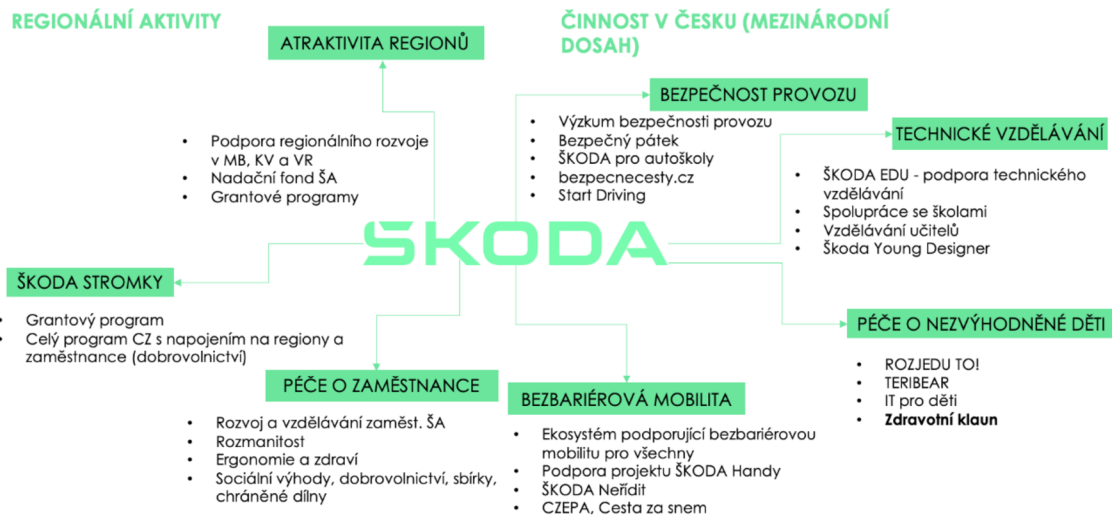 REGIONÁLNÍ AKTIVITY
ČINNOST V ČESKU (MEZINÁRODNÍ
DOSAH)
ATRAKTIVITA REGIONŮ
• Podpora regionálního rozvoje
v MB, KV a VR
• Nadační fond ŠA
• Grantové programy
BEZPEČNOST PROVOZU
• Výzkum bezpečnosti provozu
• Bezpečný pátek
• ŠKODA pro autoškoly
• bezpecnecesty.cz
• Start Driving
TECHNICKÉ VZDĚLÁVÁNÍ
• ŠKODA EDU - podpora technického
vzdělávání
• Spolupráce se školami
• Vzdělávání učitelů
• Škoda Young Designer
ŠKODA
ŠKODA STROMKY
• Grantový program
• Celý program CZ s napojením na regiony a
zaměstnance (dobrovolnictví)
PÉČE O ZAMĚSTNANCE
• Rozvoj a vzdělávání zaměst. ŠA
• Rozmanitost
• Ergonomie a zdraví
• Sociální výhody, dobrovolnictví, sbírky,
chráněné dílny
BEZBARIÉROVÁ MOBILITA
• Ekosystém podporující bezbariérovou
mobilitu pro všechny
• Podpora projektu ŠKODA Handy
• ŠKODA Neřídit
• CZEPA, Cesta za snem
PÉČE O NEZVÝHODNĚNÉ DĚTI
• ROZJEDU TO!
• TERIBEAR
• IT pro děti
• Zdravotní klaun